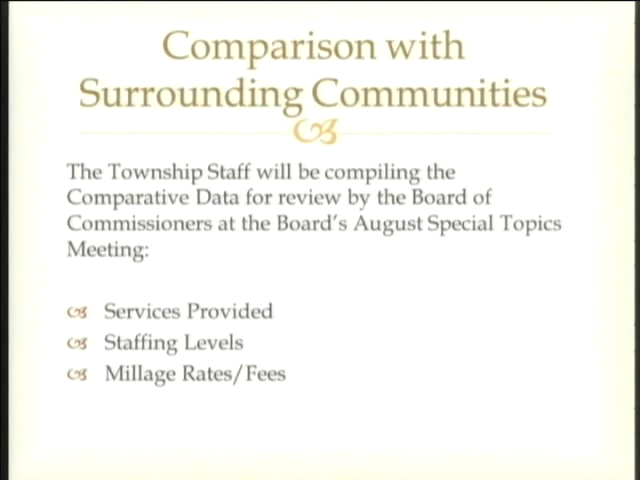 Comparison with
Surrounding Communities
The Township Staff will be compiling the
Comparative Data for review by the Board of
Commissioners at the Board's August Special Topics
Meeting:
Services Provided
Staffing Levels
Millage Rates/Fees